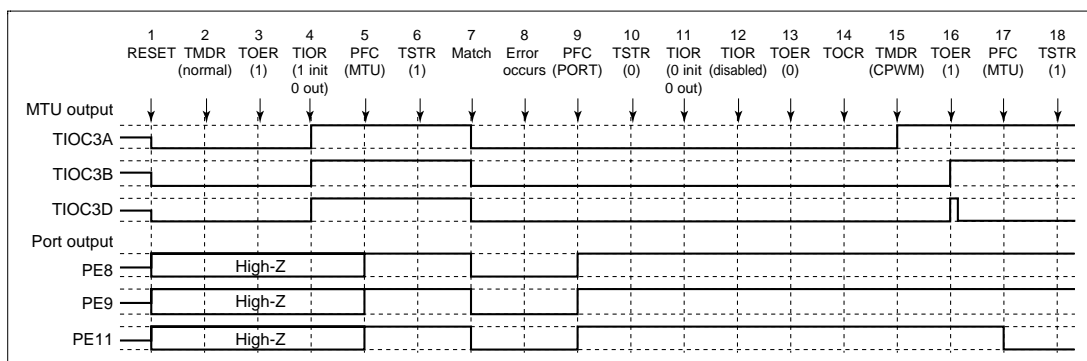 1 2 3 4 5 6 7 8 9 10 11 12 13 14 15 16 17 18
RESET TMDR TOER TIOR PFC TSTR Match Error PFC TSTR TIOR TIOR TOER TOCR TMDR TOER PFC TSTR
(normal) (1) (1 init (MTU) (1) occurs (PORT) (0) (0 init (disabled) (0) (CPWM) (1) (MTU) (1)
0 out) 0 out)
MTU output
TIOC3A
TIOC3B
TIOC3D
Port output
PE8 High-Z
PE9 High-Z
PE11 High-Z